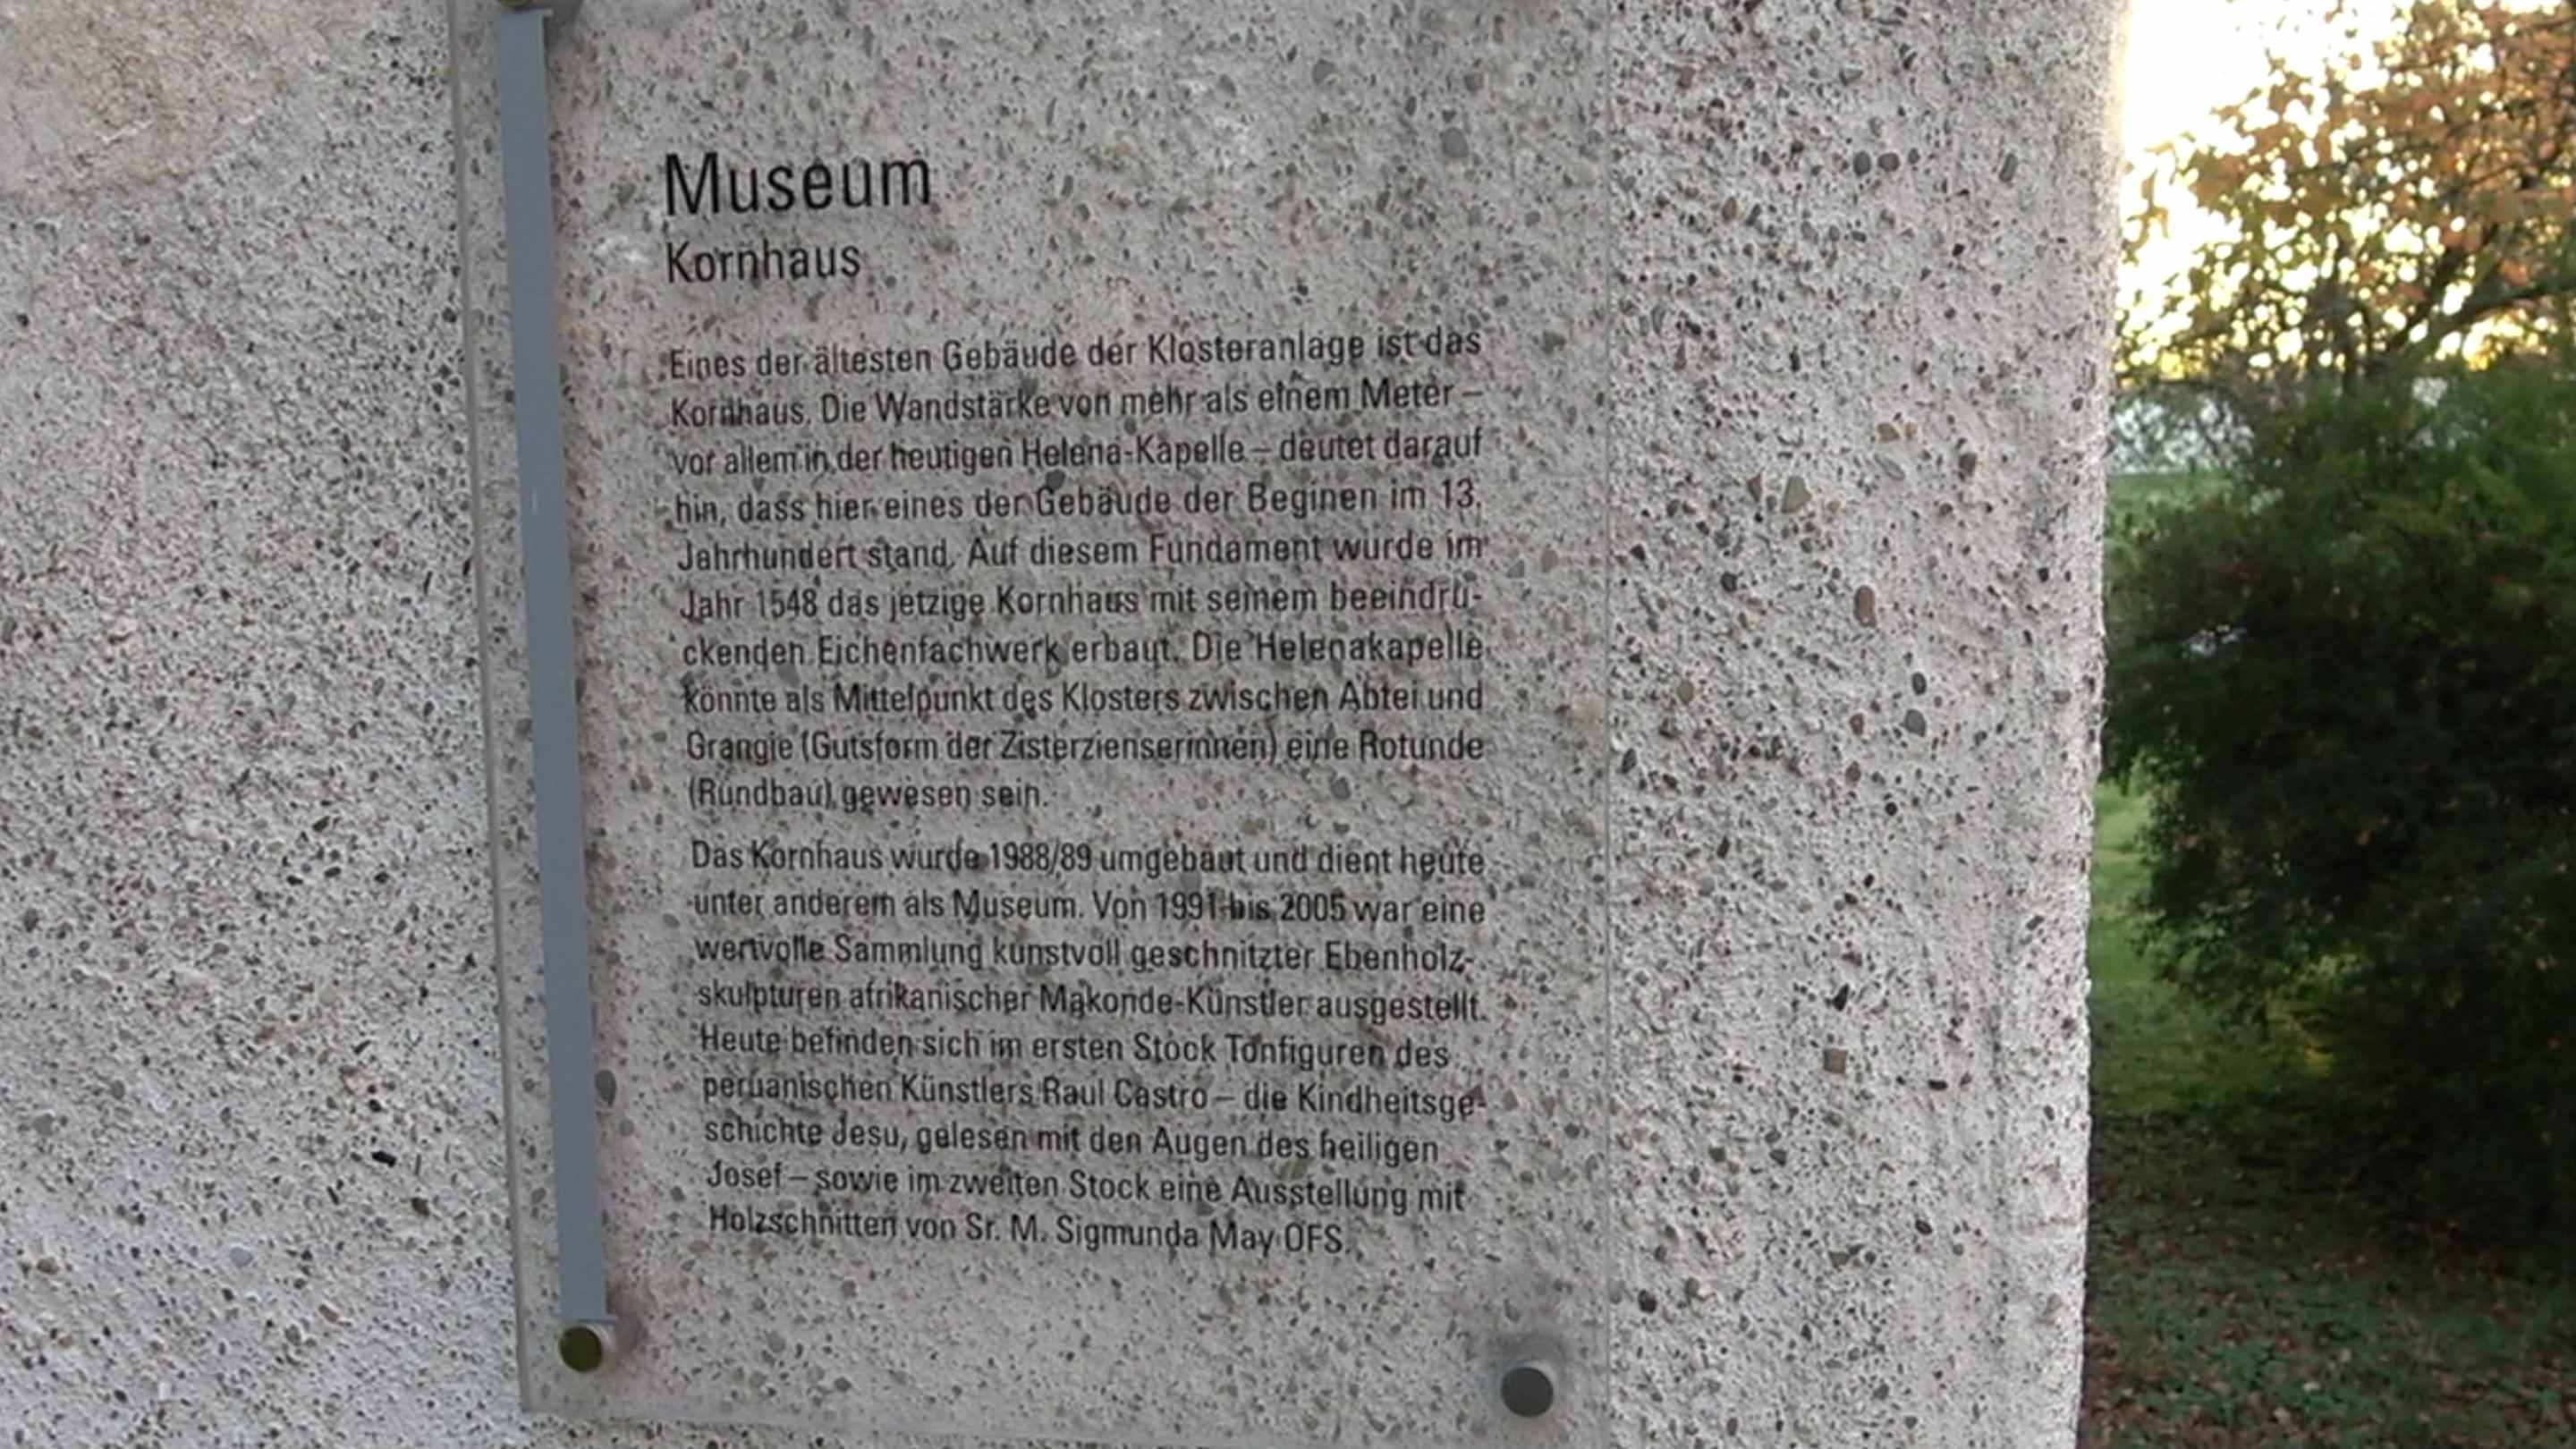 Museum
Kornhaus
Eines der ältesten Gebäude der Klosteranlage ist das
Kornhaus. Die Wandstärke von mehr als einem Meter –
vor allem in der heutigen Helena-Kapelle – deutet darauf
hin, dass hier eines der Gebäude der Beginen im 13.
Jahrhundert stand. Auf diesem Fundament wurde im
Jahr 1548 das jetzige Kornhaus mit seinem beeindru-
ckenden Eichenfachwerk erbaut. Die Helenakapelle
könnte als Mittelpunkt des Klosters zwischen Abtei und
Grangie (Gutsform der Zisterzienserinnen) eine Rotunde
(Rundbau) gewesen sein.
Das Kornhaus wurde 1988/89 umgebaut und dient heute
unter anderem als Museum. Von 1991 bis 2005 war eine
wertvolle Sammlung kunstvoll geschnitzter Ebenholz-
skulpturen afrikanischer Makonde-Künstler ausgestellt.
Heute befinden sich im ersten Stock Tonfiguren des
peruanischen Künstlers Raul Castro – die Kindheitsge-
schichte Jesu, gelesen mit den Augen des heiligen
Josef – sowie im zweiten Stock eine Ausstellung mit
Holzschnitten von Sr. M. Sigmunda May OFS.